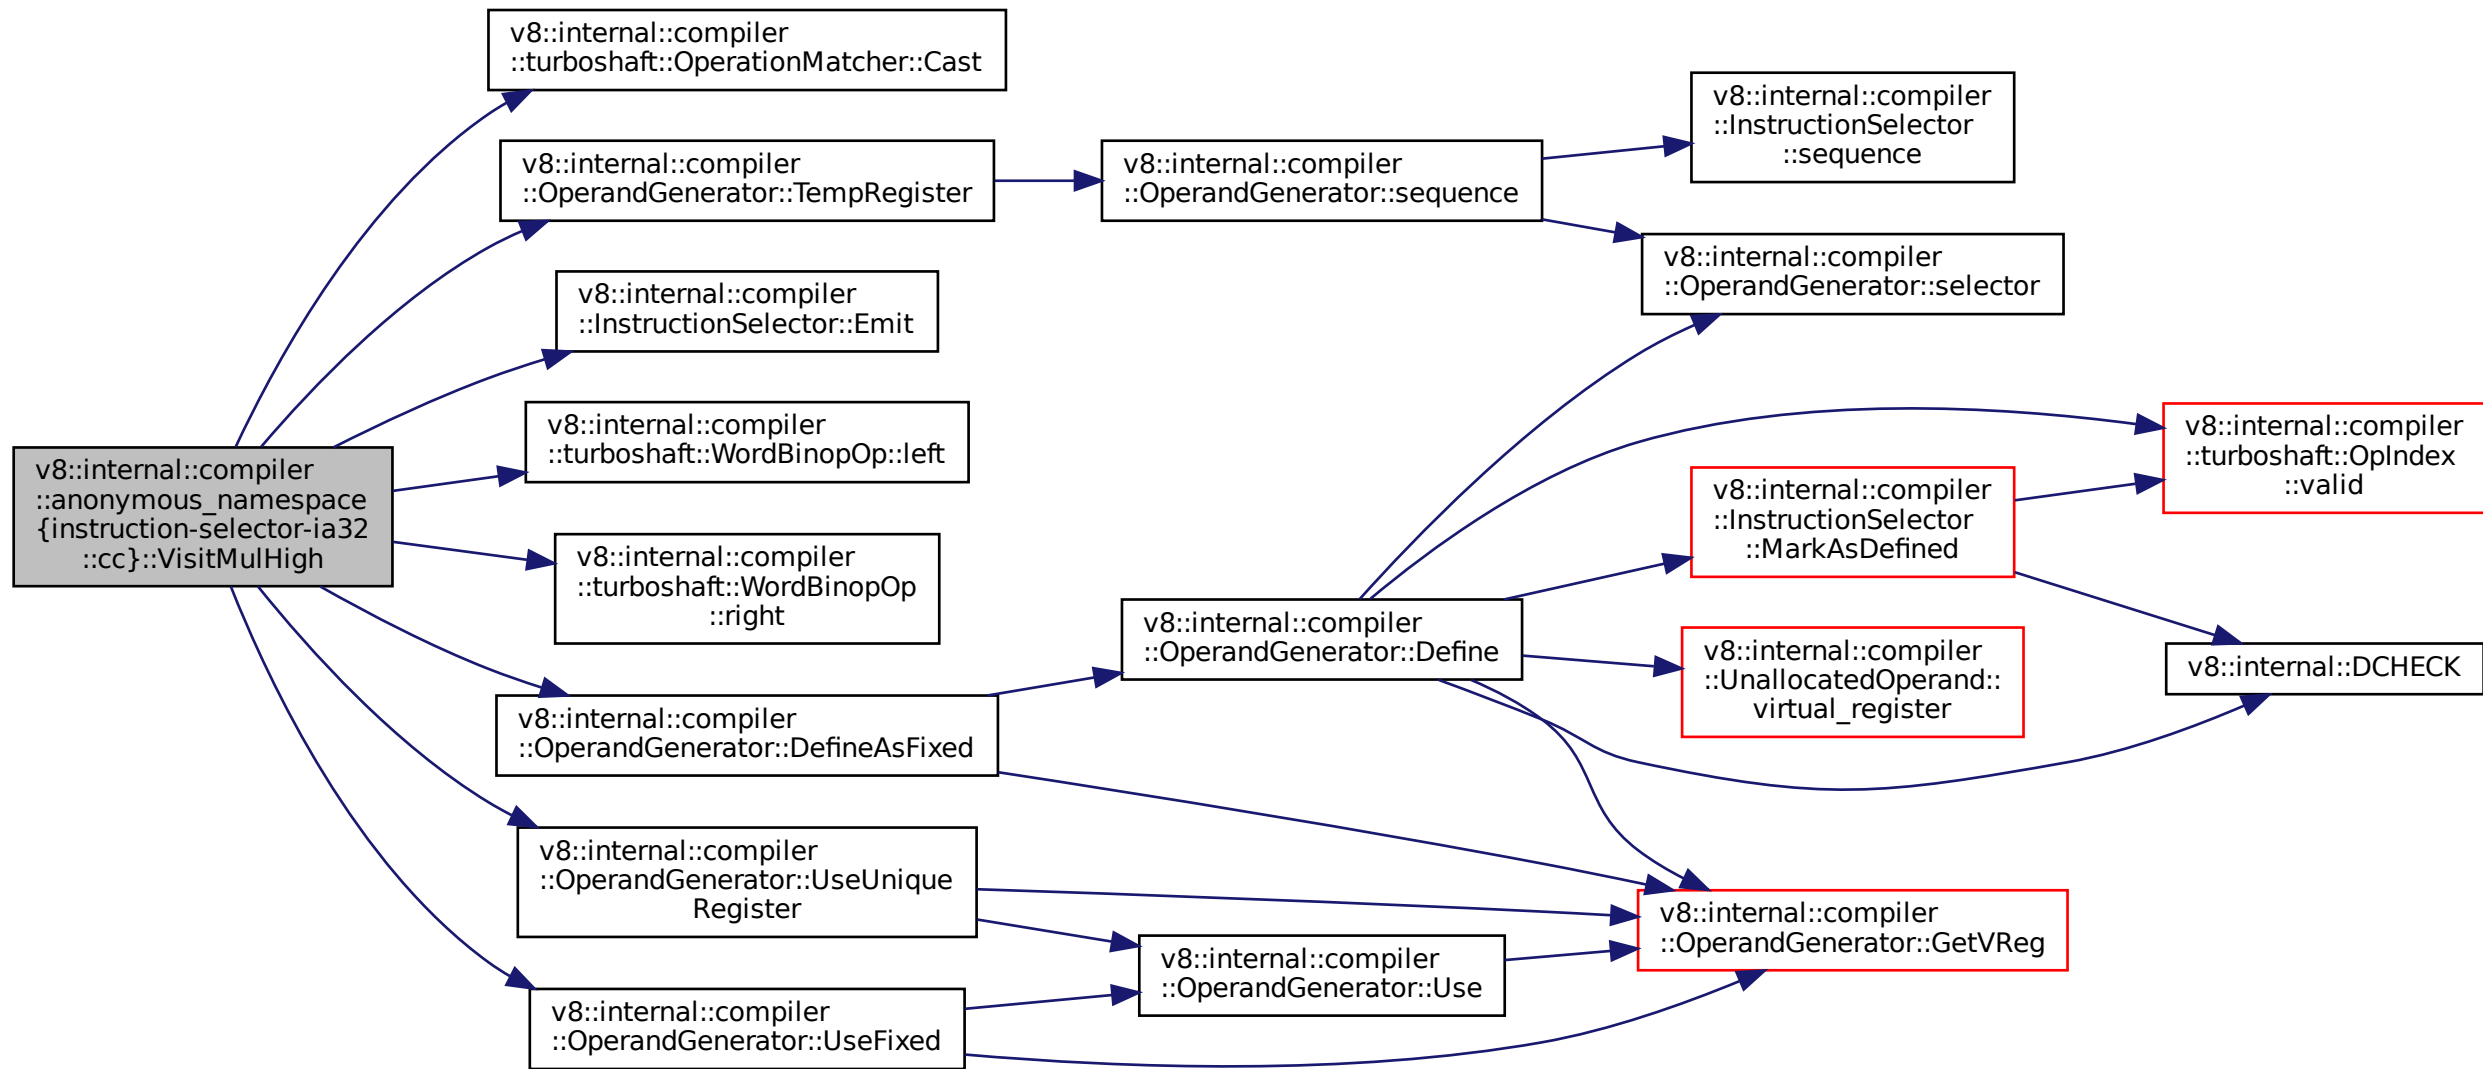 v8::internal::compiler
::turboshaft::OperationMatcher::Cast
v8::internal::compiler
::OperandGenerator::TempRegister
v8::internal::compiler
::InstructionSelector::Emit
v8::internal::compiler
::turboshaft::WordBinopOp::left
v8::internal::compiler
::anonymous_namespace
{instruction-selector-ia32
::cc}::VisitMulHigh
v8::internal::compiler
::turboshaft::WordBinopOp
::right
v8::internal::compiler
::OperandGenerator::DefineAsFixed
v8::internal::compiler
::OperandGenerator::UseUnique
Register
v8::internal::compiler
::OperandGenerator::UseFixed
v8::internal::compiler
::OperandGenerator::sequence
v8::internal::compiler
::OperandGenerator::Define
v8::internal::compiler
::OperandGenerator::Use
v8::internal::compiler
::InstructionSelector
::sequence
v8::internal::compiler
::OperandGenerator::selector
v8::internal::compiler
::InstructionSelector
::MarkAsDefined
v8::internal::compiler
::UnallocatedOperand::
virtual_register
v8::internal::compiler
::OperandGenerator::GetVReg
v8::internal::compiler
::turboshaft::OpIndex
::valid
v8::internal::DCHECK